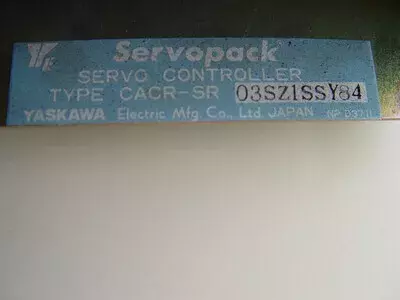 Servopack
SERVO CONTROLLER
TYPE CACR-SR 03SZ1SSY84
YASKAWA Electric Mfg. Co., Ltd. JAPAN